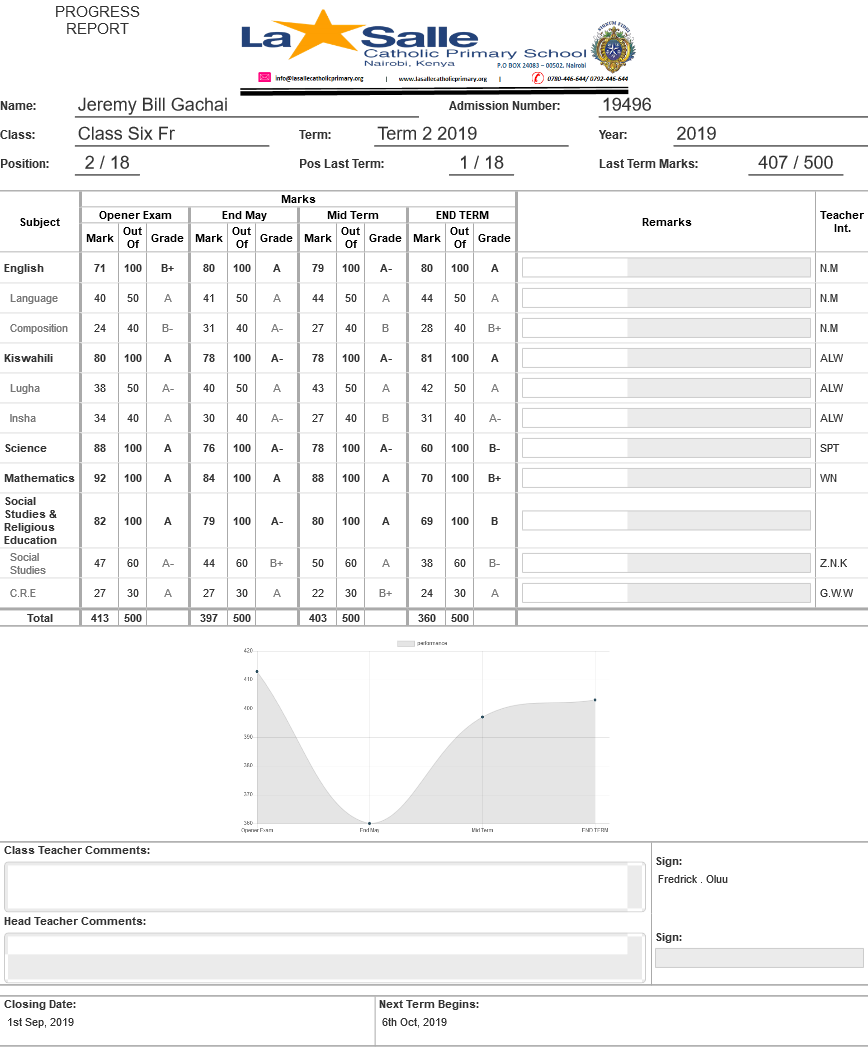 PROGRESS
REPORT
La Salle
Catholic Primary School
Nairobi, Kenya
P.O BOX 24083 – 00502, Nairobi
info@lasallecatholicprimary.org | www.lasallecatholicprimary.org | 0780-446-644/ 0792-446-644
Name: Jeremy Bill Gachai Admission Number: 19496
Class: Class Six Fr Term: Term 2 2019 Year: 2019
Position: 2 / 18 Pos Last Term: 1 / 18 Last Term Marks: 407 / 500
Subject Marks Remarks Teacher Int.
Opener Exam End May Mid Term END TERM
Mark Out Of Grade Mark Out Of Grade Mark Out Of Grade Mark Out Of Grade
English 71 100 B+ 80 100 A 79 100 A- 80 100 A N.M
Language 40 50 A 41 50 A 44 50 A 44 50 A N.M
Composition 24 40 B- 31 40 A- 27 40 B 28 40 B+ N.M
Kiswahili 80 100 A 78 100 A- 78 100 A- 81 100 A ALW
Lugha 38 50 A- 40 50 A 43 50 A 42 50 A ALW
Insha 34 40 A 30 40 A- 27 40 B 31 40 A- ALW
Science 88 100 A 76 100 A- 78 100 A- 60 100 B- SPT
Mathematics 92 100 A 84 100 A 88 100 A 70 100 B+ WN
Social Studies & Religious Education 82 100 A 79 100 A- 80 100 A 69 100 B
Social Studies 47 60 A- 44 60 B+ 50 60 A 38 60 B- Z.N.K
C.R.E 27 30 A 27 30 A 22 30 B+ 24 30 A G.W.W
Total 413 500 397 500 403 500 360 500
performance
420
410
400
390
380
370
360
Opener Exam End May Mid Term END TERM
Class Teacher Comments:
Sign:
Fredrick . Oluu
Head Teacher Comments:
Sign:
Closing Date: Next Term Begins:
1st Sep, 2019 6th Oct, 2019